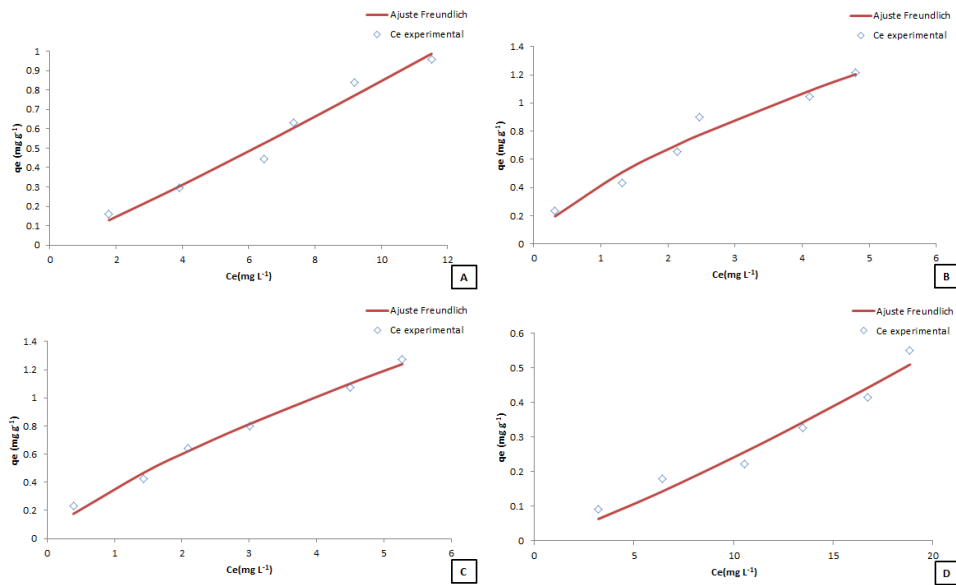 Ajuste Freundlich
Ce experimental
1
0.9
0.8
0.7
0.6
0.5
0.4
0.3
0.2
0.1
0
qe (mg g-1)
0 2 4 6 8 10 12
Ce(mg L-1)
A
Ajuste Freundlich
Ce experimental
1.4
1.2
1
0.8
0.6
0.4
0.2
0
qe (mg g-1)
0 1 2 3 4 5 6
Ce(mg L-1)
B
Ajuste Freundlich
Ce experimental
1.4
1.2
1
0.8
0.6
0.4
0.2
0
qe (mg g-1)
0 1 2 3 4 5 6
Ce(mg L-1)
C
Ajuste Freundlich
Ce experimental
0.6
0.5
0.4
0.3
0.2
0.1
0
qe (mg g-1)
0 5 10 15 20
Ce(mg L-1)
D